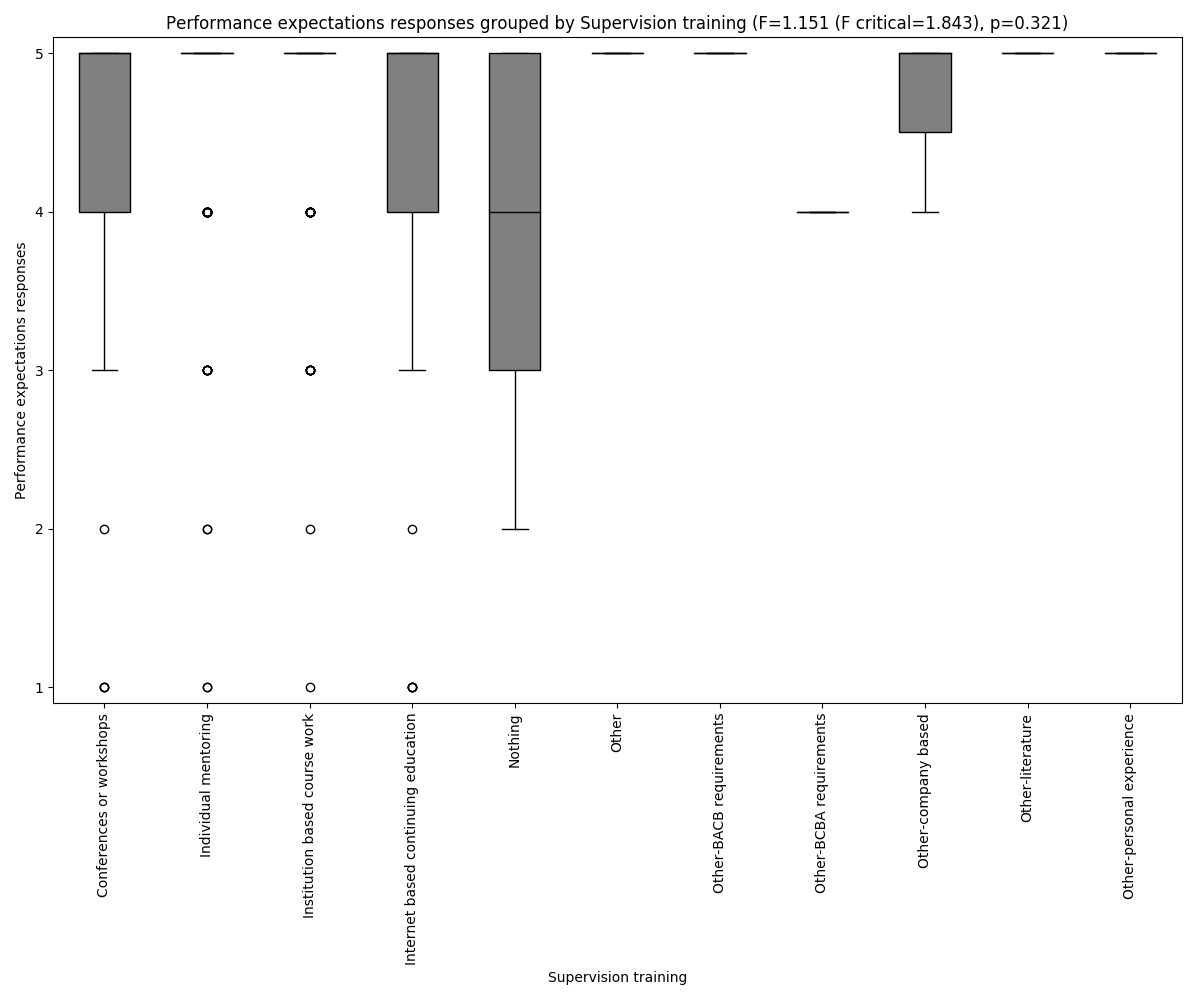 Performance expectations responses grouped by Supervision training (F=1.151 (F critical=1.843), p=0.321)
Performance expectations responses
5
4
3
2
1
Conferences or workshops
Individual mentoring
Institution based course work
Internet based continuing education
Nothing
Other
Other-BACB requirements
Other-BCBA requirements
Other-company based
Other-literature
Other-personal experience
Supervision training